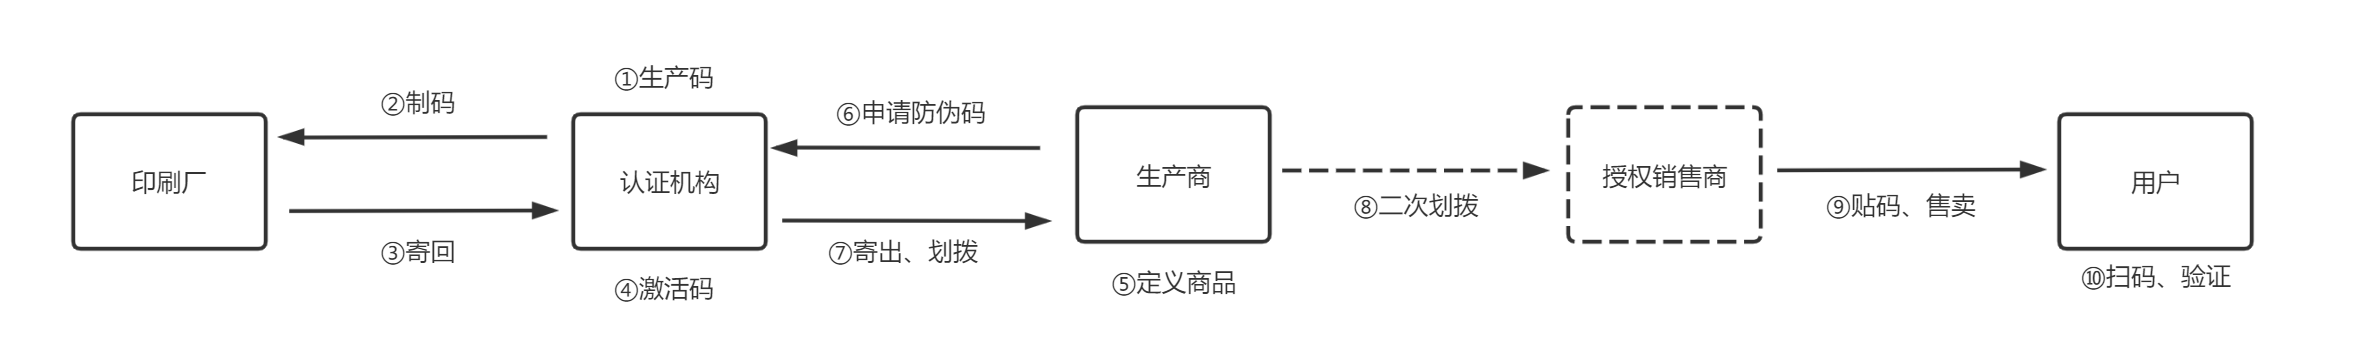 ①生产码
②制码
⑥申请防伪码
印刷厂
认证机构
生产商
授权销售商
用户
③寄回
⑦寄出、划拨
⑧二次划拨
⑨贴码、售卖
④激活码
⑤定义商品
⑩扫码、验证